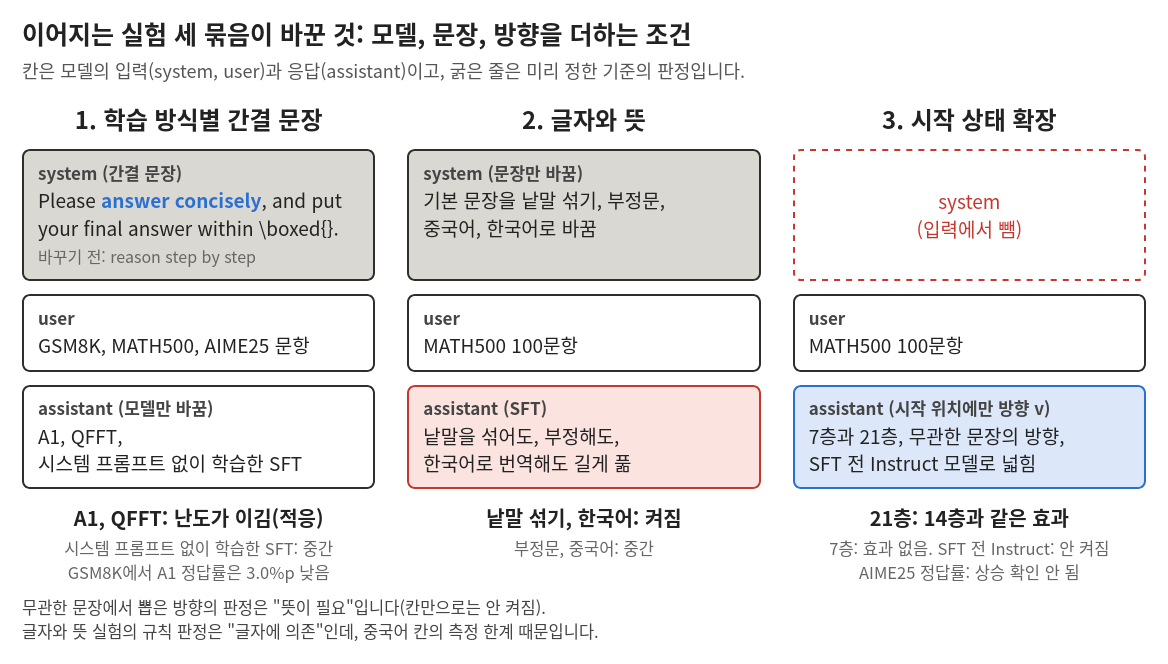 이어지는 실험 세 묶음이 바꾼 것: 모델, 문장, 방향을 더하는 조건
칸은 모델의 입력(system, user)과 응답(assistant)이고, 굵은 줄은 미리 정한 기준의 판정입니다.
1. 학습 방식별 간결 문장
system (간결 문장)
Please answer concisely, and put
your final answer within \boxed{}.
바꾸기 전: reason step by step
user
GSM8K, MATH500, AIME25 문항
assistant (모델만 바꿈)
A1, QFFT,
시스템 프롬프트 없이 학습한 SFT
A1, QFFT: 난도가 이김(적응)
시스템 프롬프트 없이 학습한 SFT: 중간
GSM8K에서 A1 정답률은 3.0%p 낮음
2. 글자와 뜻
system (문장만 바꿈)
기본 문장을 낱말 섞기, 부정문,
중국어, 한국어로 바꿈
user
MATH500 100문항
assistant (SFT)
낱말을 섞어도, 부정해도,
한국어로 번역해도 길게 풂
낱말 섞기, 한국어: 켜짐
부정문, 중국어: 중간
3. 시작 상태 확장
system
(입력에서 뺌)
user
MATH500 100문항
assistant (시작 위치에만 방향 v)
7층과 21층, 무관한 문장의 방향,
SFT 전 Instruct 모델로 넓힘
21층: 14층과 같은 효과
7층: 효과 없음. SFT 전 Instruct: 안 켜짐
AIME25 정답률: 상승 확인 안 됨
무관한 문장에서 뽑은 방향의 판정은 "뜻이 필요"입니다(칸만으로는 안 켜짐).
글자와 뜻 실험의 규칙 판정은 "글자에 의존"인데, 중국어 칸의 측정 한계 때문입니다.